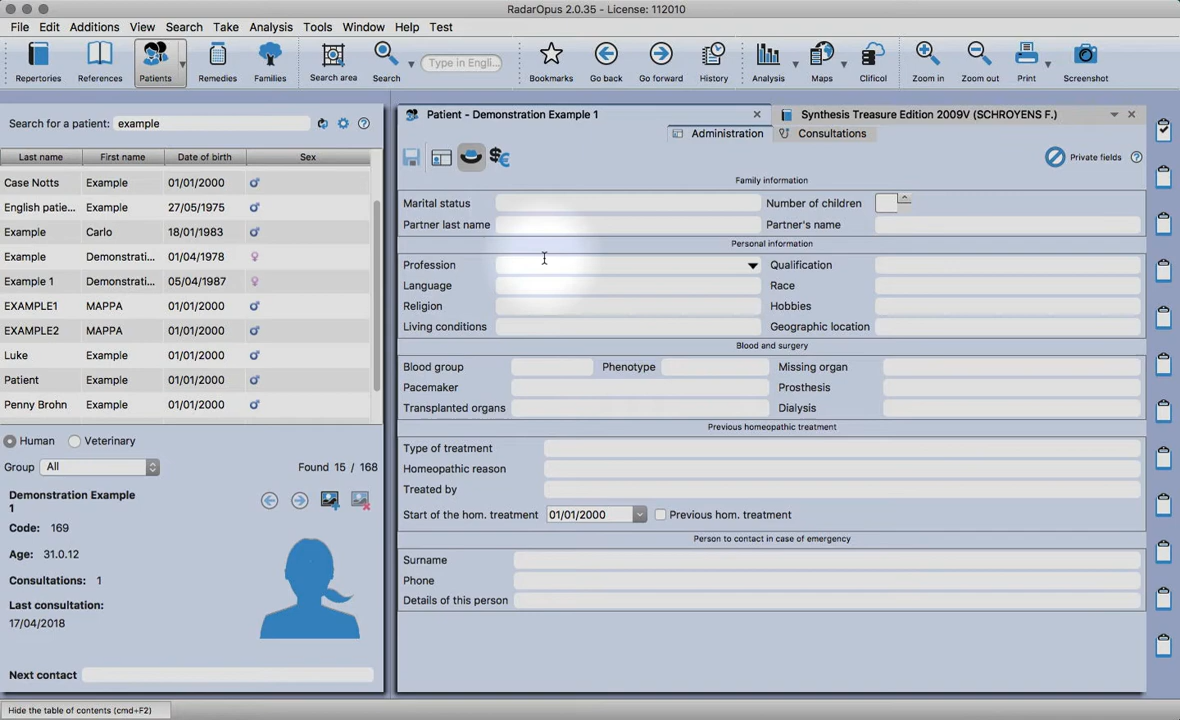 RadarOpus 2.0.35 - License: 112010
File Edit Additions View Search Take Analysis Tools Window Help Test
Repertories References Patients Remedies Families Search area Search Type in Engli... Bookmarks Go back Go forward History Analysis Maps Clificol Zoom in Zoom out Print Screenshot
Search for a patient: example
Last name First name Date of birth Sex
Case Notts Example 01/01/2000
English patie... Example 27/05/1975
Example Carlo 18/01/1983
Example Demonstrati... 01/04/1978
Example 1 Demonstrati... 05/04/1987
EXAMPLE1 MAPPA 01/01/2000
EXAMPLE2 MAPPA 01/01/2000
Luke Example 01/01/2000
Patient Example 01/01/2000
Penny Brohn Example 01/01/2000
Human Veterinary
Group All Found 15 / 168
Demonstration Example
1
Code: 169
Age: 31.0.12
Consultations: 1
Last consultation:
17/04/2018
Next contact
Patient - Demonstration Example 1
Synthesis Treasure Edition 2009V (SCHROYENS F.)
Administration Consultations
Private fields
Family information
Marital status Number of children
Partner last name Partner's name
Personal information
Profession Qualification
Language Race
Religion Hobbies
Living conditions Geographic location
Blood and surgery
Blood group Phenotype Missing organ
Pacemaker Prosthesis
Transplanted organs Dialysis
Previous homeopathic treatment
Type of treatment
Homeopathic reason
Treated by
Start of the hom. treatment 01/01/2000 Previous hom. treatment
Person to contact in case of emergency
Surname
Phone
Details of this person
Hide the table of contents (cmd+F2)